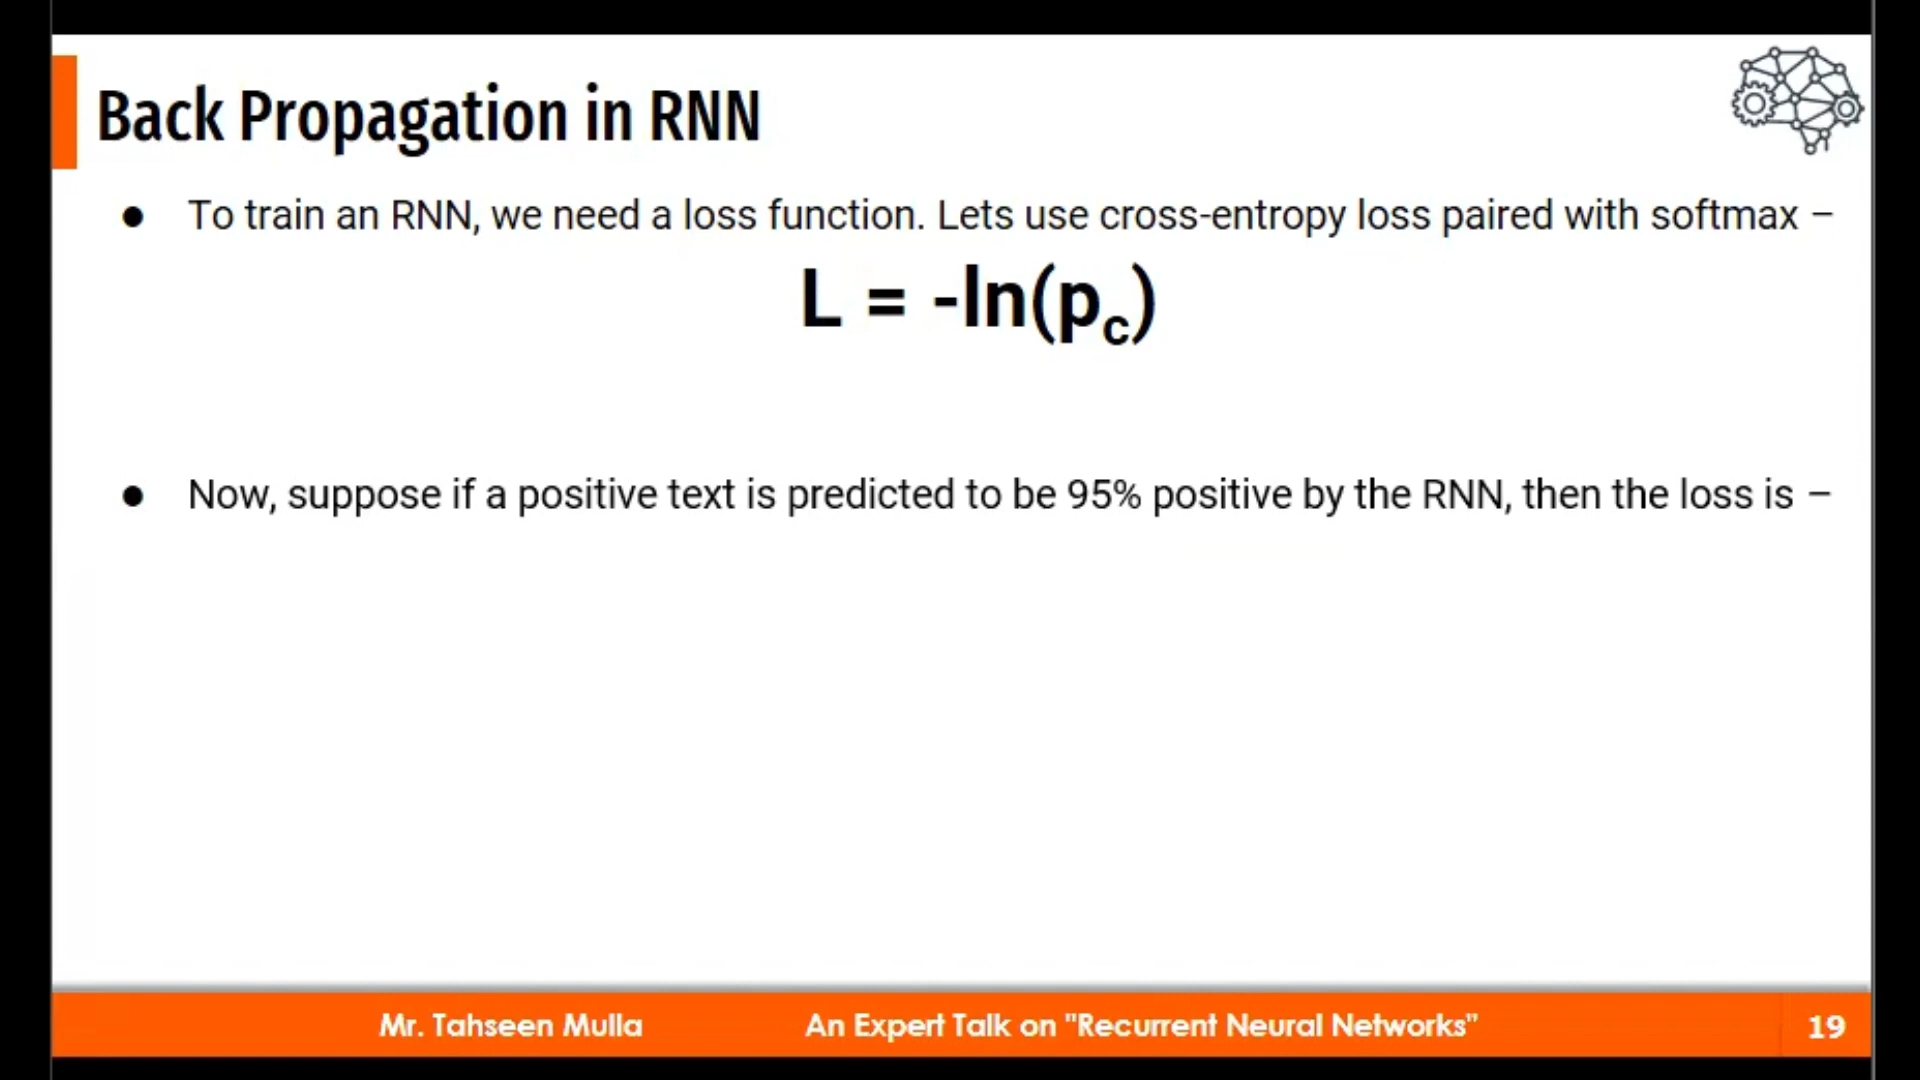 Back Propagation in RNN
● To train an RNN, we need a loss function. Lets use cross-entropy loss paired with softmax –
L = -ln(pc)
● Now, suppose if a positive text is predicted to be 95% positive by the RNN, then the loss is –
Mr. Tahseen Mulla An Expert Talk on "Recurrent Neural Networks" 19